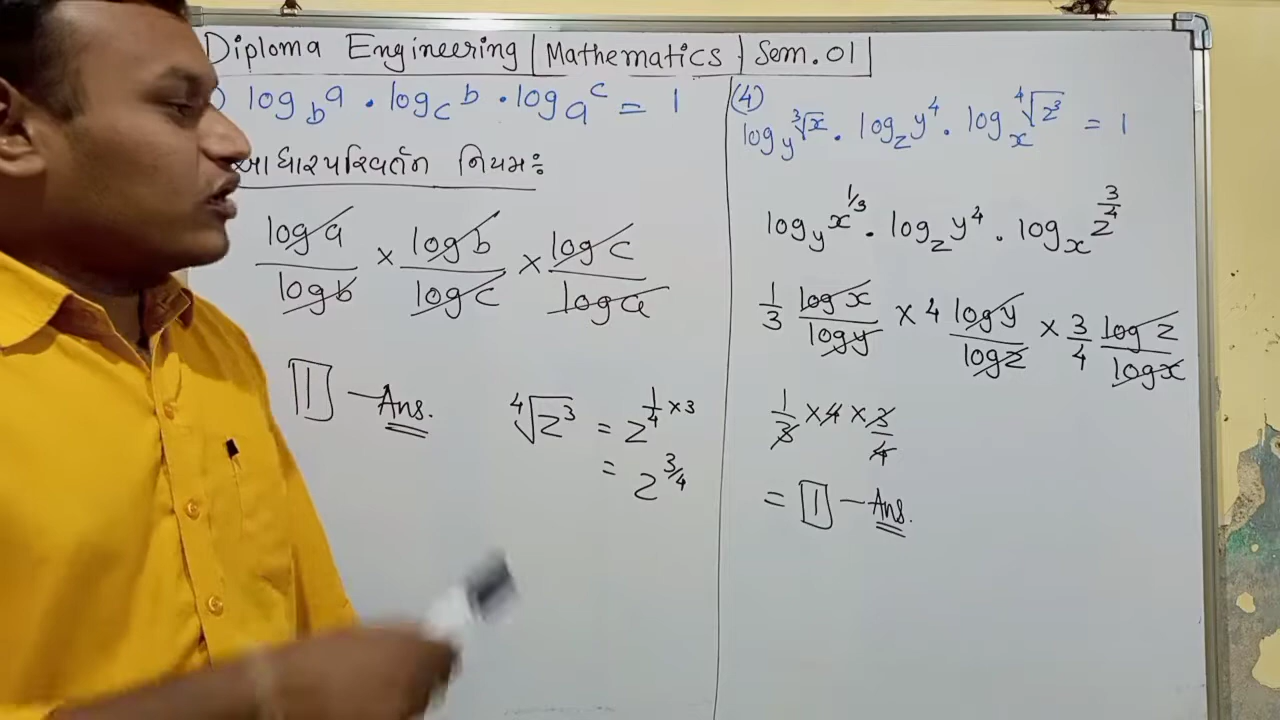 Diploma Engineering | Mathematics | Sem. 01 |
) log_b a . log_c b . log_a c = 1
આધારપરિવર્તન નિયમઃ
log a / log b × log b / log c × log c / log a
1 — Ans.
⁴√z³ = z^(1/4 × 3)
= z^(3/4)
(4)
log_y ³√x . log_z y⁴ . log_x ⁴√z³ = 1
log_y x^(1/3) . log_z y⁴ . log_x z^(3/4)
1/3 log x / log y × 4 log y / log z × 3/4 log z / log x
1/3 × 4 × 3/4
= 1 — Ans.